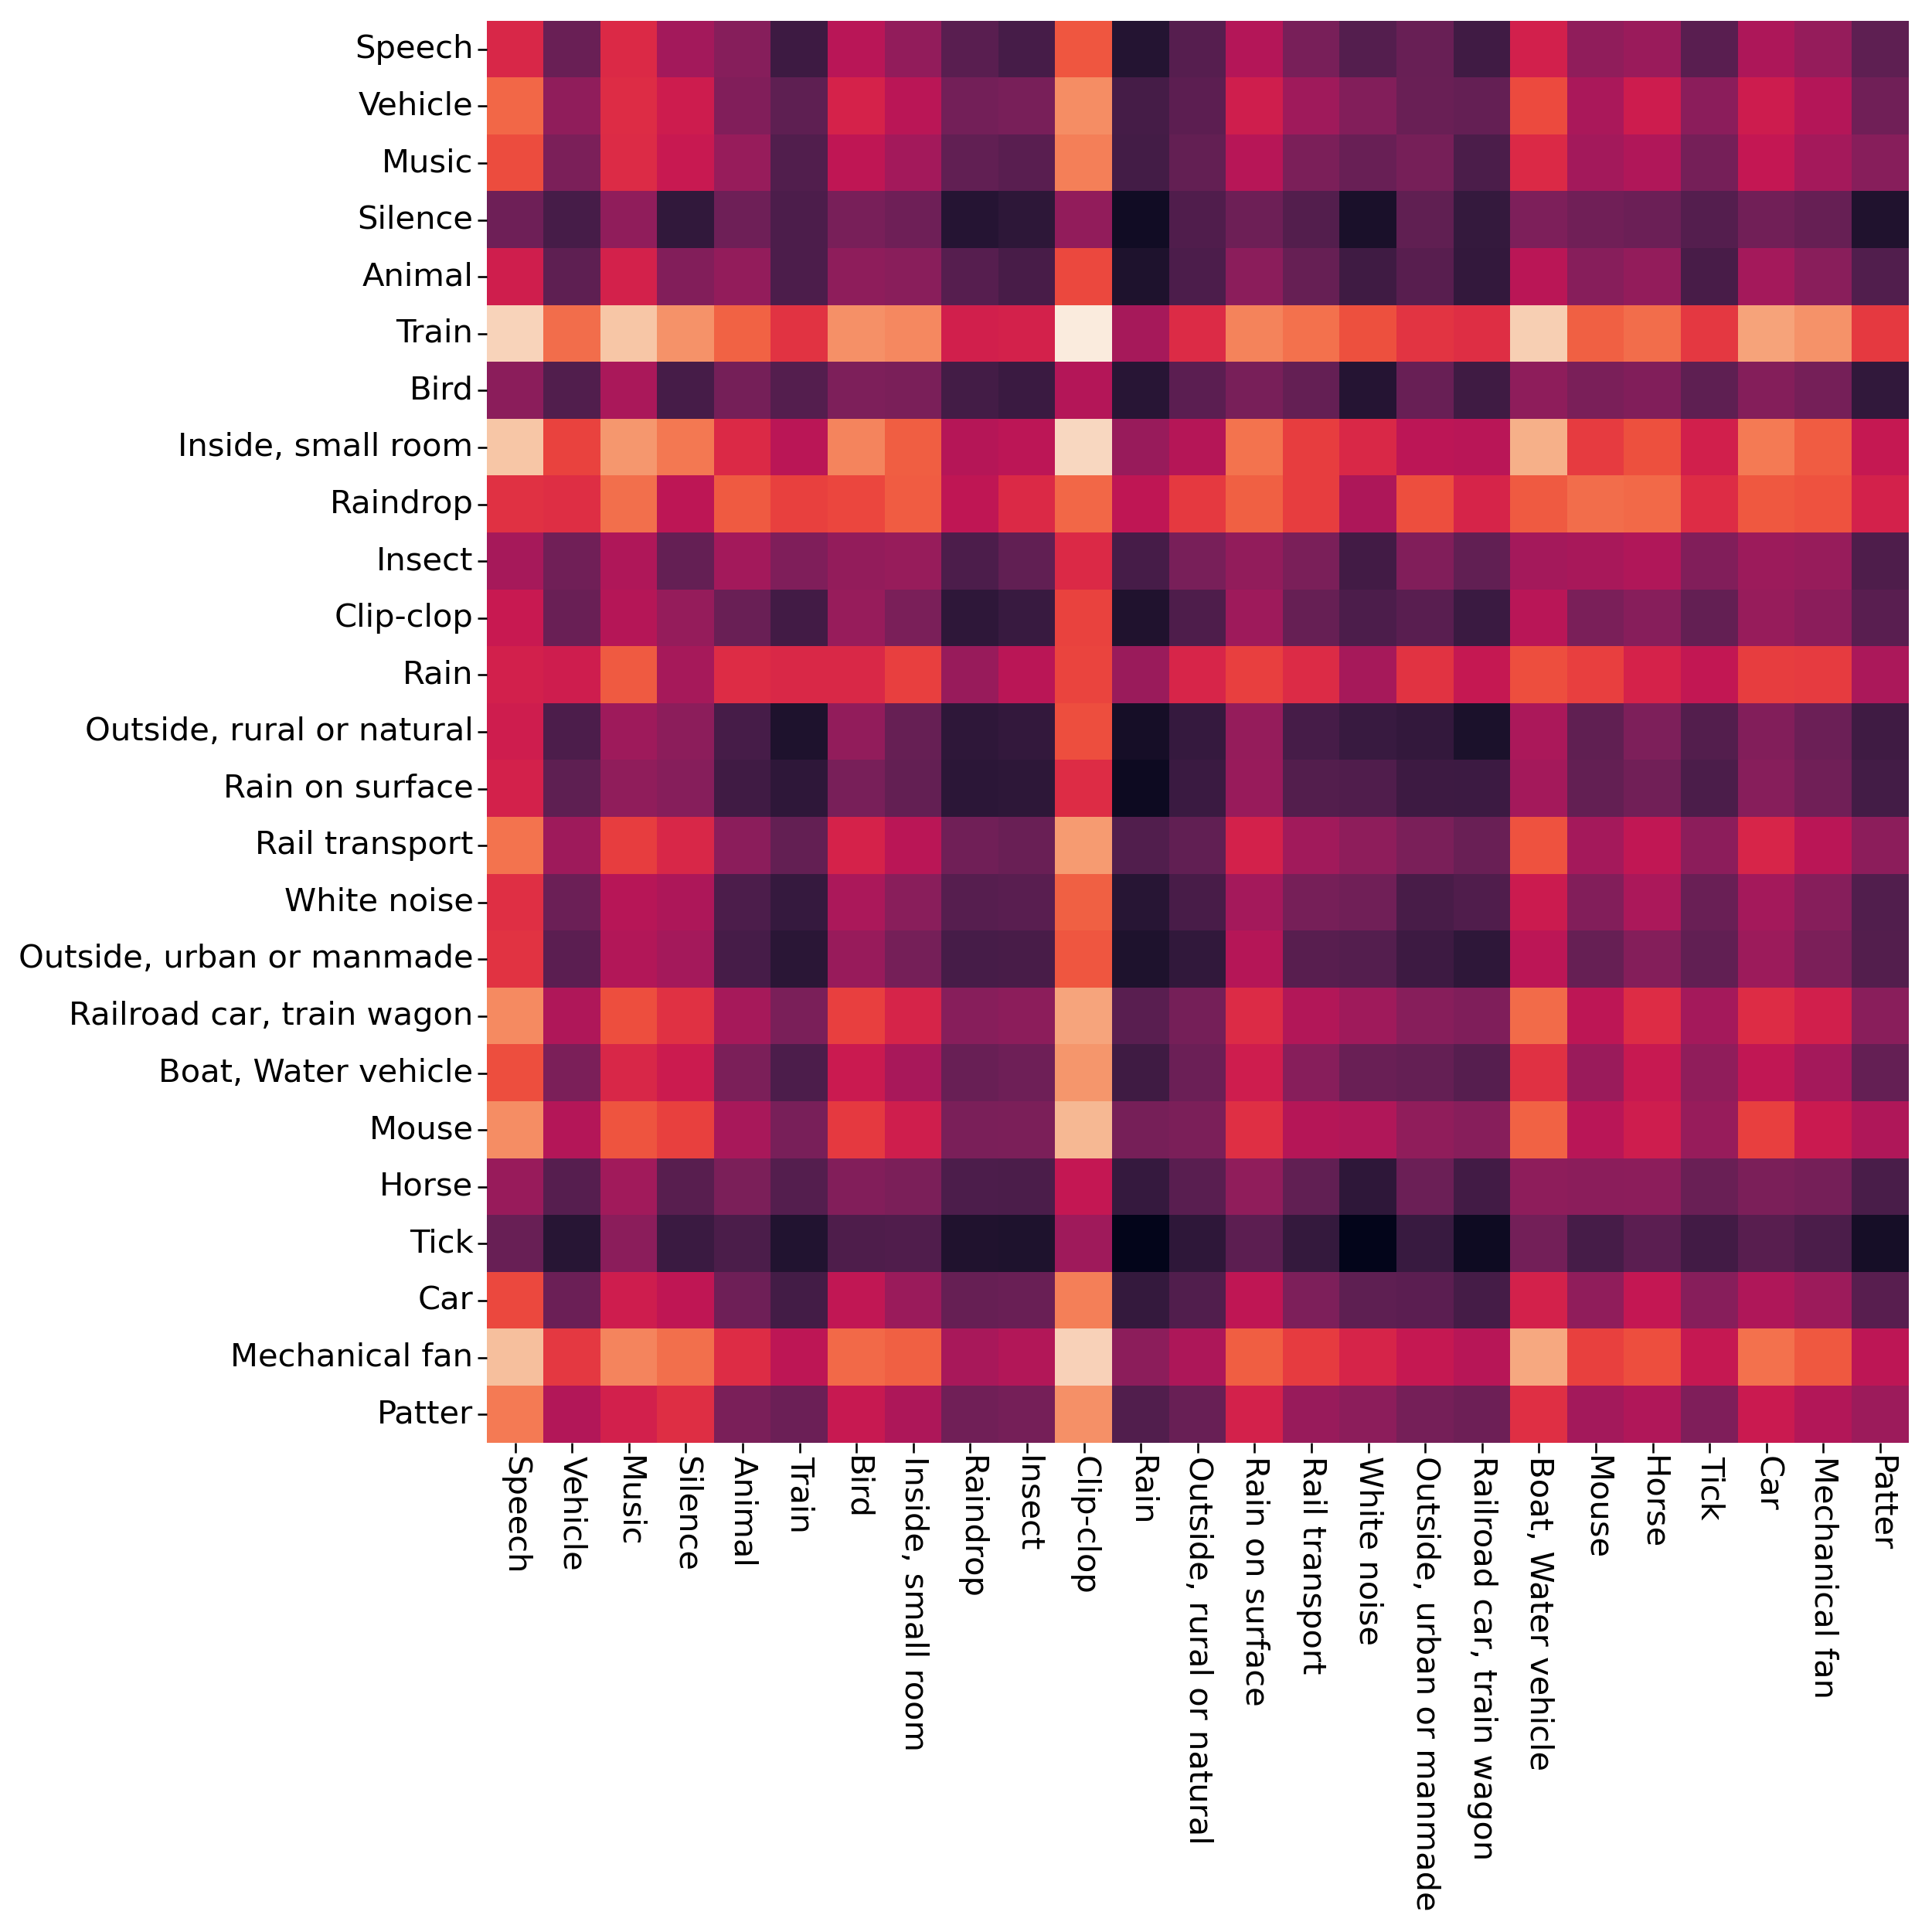 Speech
Vehicle
Music
Silence
Animal
Train
Bird
Inside, small room
Raindrop
Insect
Clip-clop
Rain
Outside, rural or natural
Rain on surface
Rail transport
White noise
Outside, urban or manmade
Railroad car, train wagon
Boat, Water vehicle
Mouse
Horse
Tick
Car
Mechanical fan
Patter
Speech
Vehicle
Music
Silence
Animal
Train
Bird
Inside, small room
Raindrop
Insect
Clip-clop
Rain
Outside, rural or natural
Rain on surface
Rail transport
White noise
Outside, urban or manmade
Railroad car, train wagon
Boat, Water vehicle
Mouse
Horse
Tick
Car
Mechanical fan
Patter